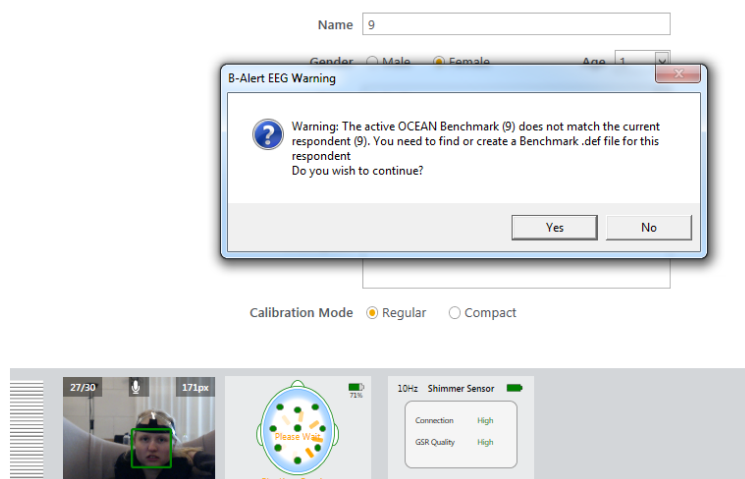 Name 9
Gender Male Female Age 1
B-Alert EEG Warning
Warning: The active OCEAN Benchmark (9) does not match the current
respondent (9). You need to find or create a Benchmark .def file for this
respondent
Do you wish to continue?
Yes No
Calibration Mode Regular Compact
27/30 171px 71% 10Hz Shimmer Sensor
Connection High
Please Wait
GSR Quality High